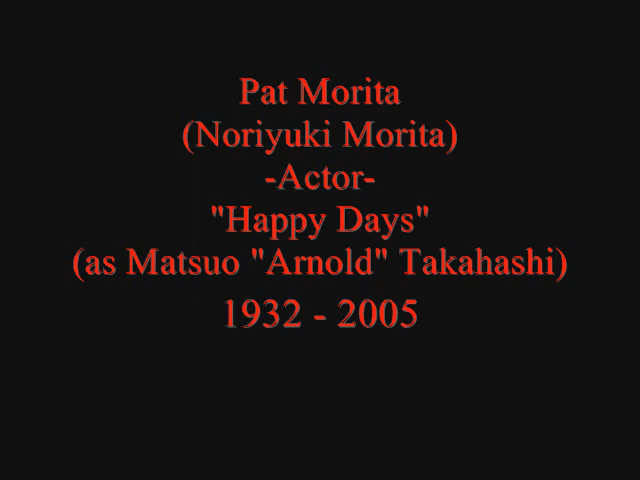 Pat Morita
(Noriyuki Morita)
-Actor-
"Happy Days"
(as Matsuo "Arnold" Takahashi)
1932 - 2005